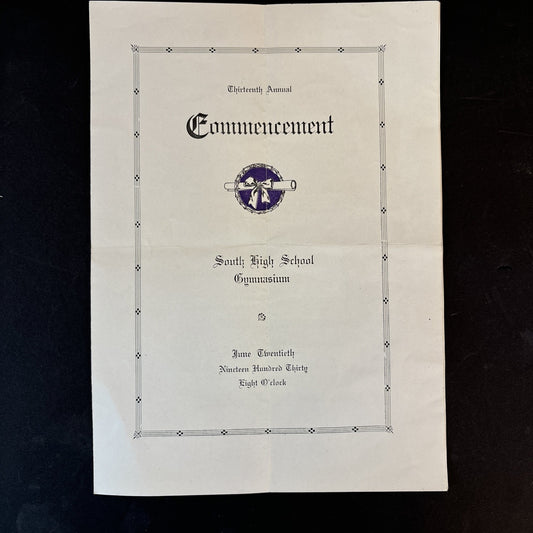 Thirteenth Annual
Commencement
South High School
Gymnasium
June Twentieth
Nineteen Hundred Thirty
Eight O'clock